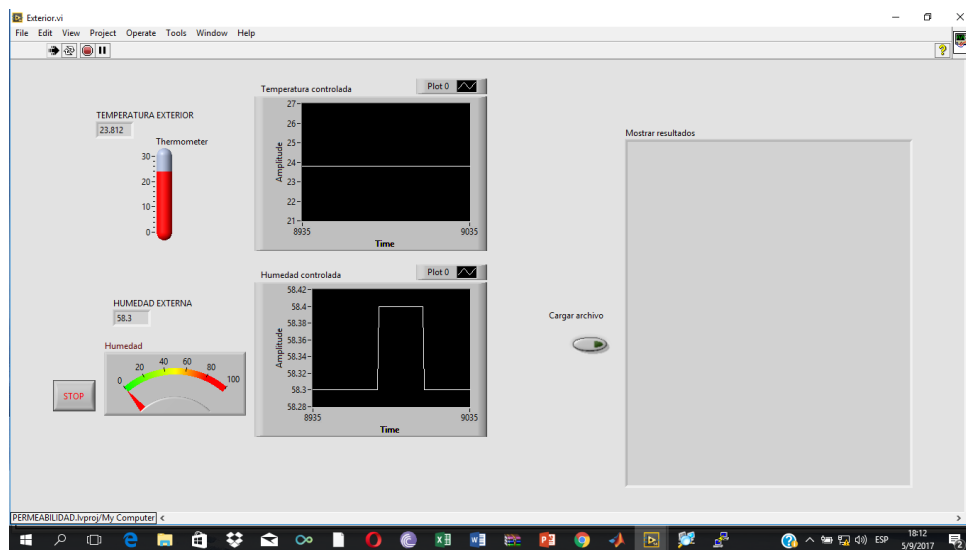 Exterior.vi
File Edit View Project Operate Tools Window Help
TEMPERATURA EXTERIOR
23.812
Thermometer
30
20
10
0
Temperatura controlada
Plot 0
27
26
25
24
23
22
21
Amplitude
8935
9035
Time
HUMEDAD EXTERNA
58.3
Humedad
0 20 40 60 80 100
STOP
Humedad controlada
Plot 0
58.42
58.4
58.38
58.36
58.34
58.32
58.3
58.28
Amplitude
8935
9035
Time
Cargar archivo
Mostrar resultados
PERMEABILIDAD.lvproj/My Computer
ESP
18:12
5/9/2017